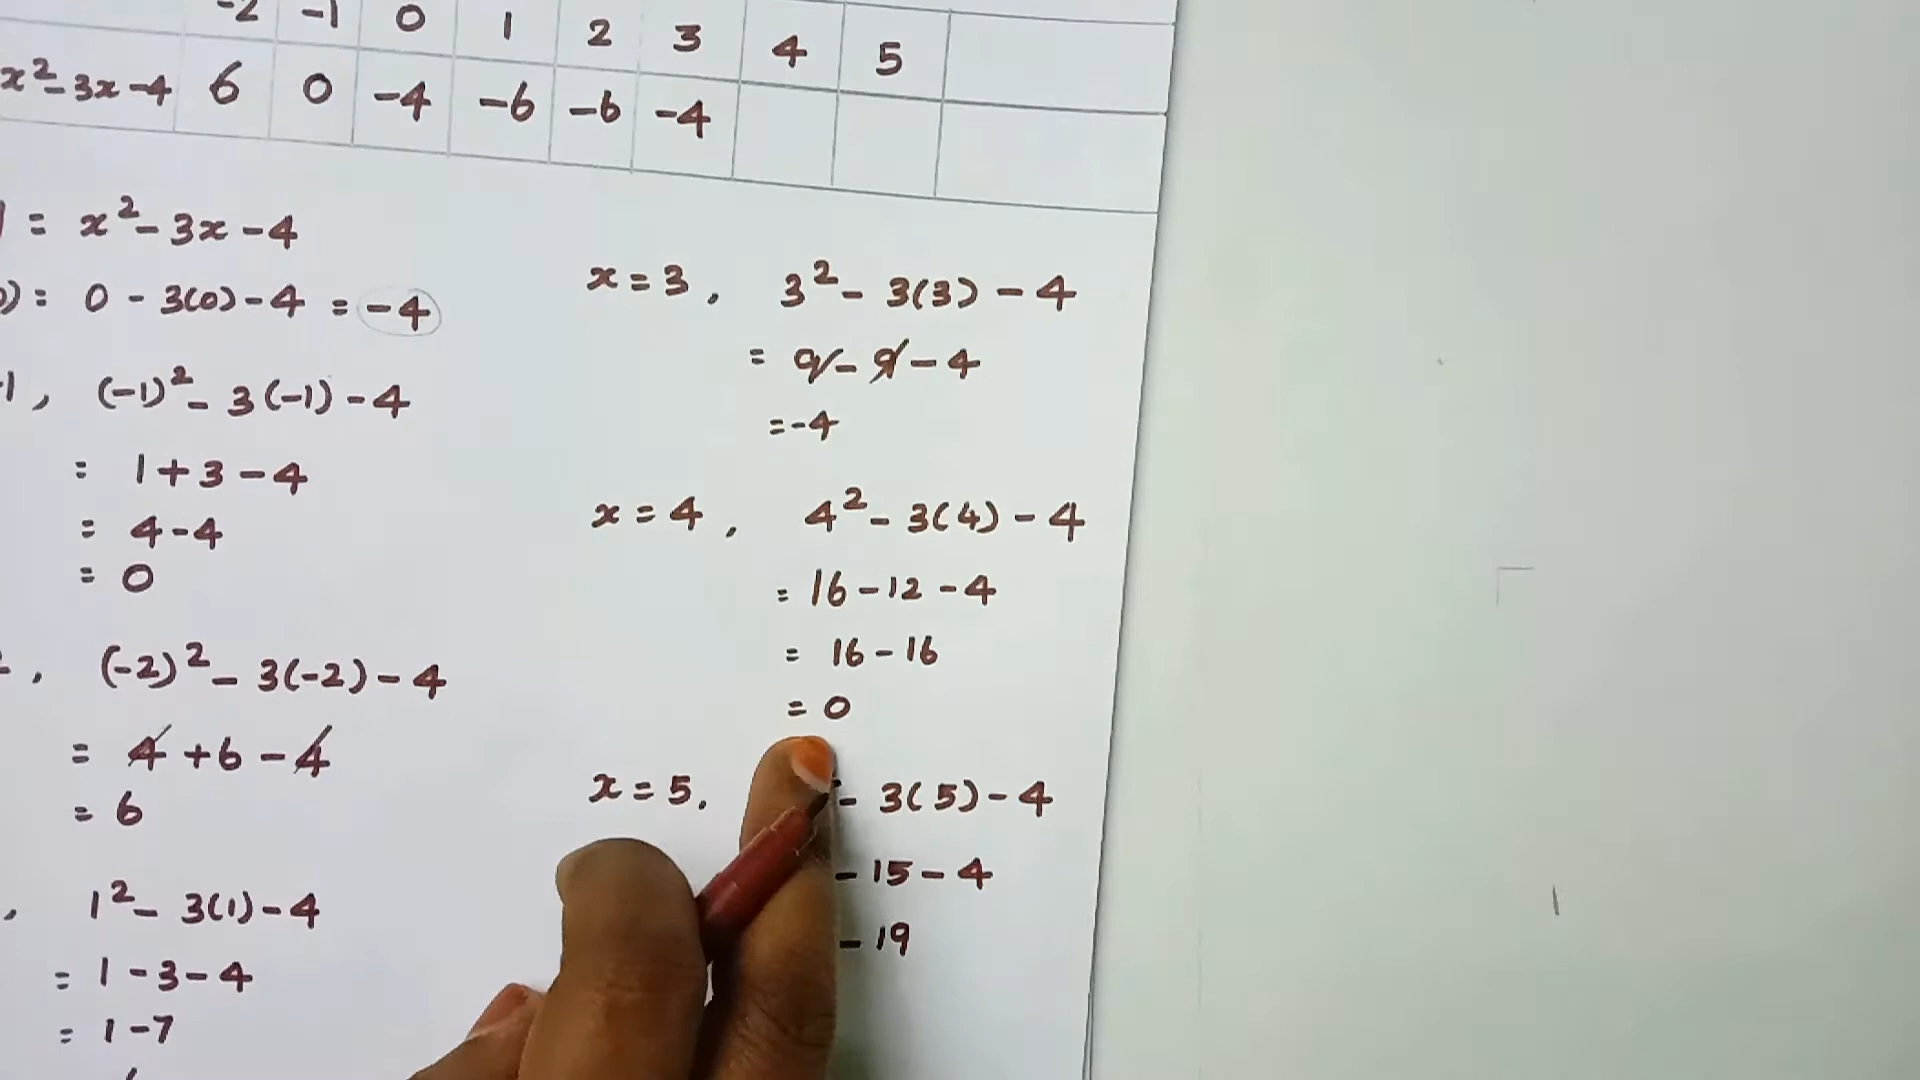 -2 -1 0 1 2 3 4 5
x²-3x-4 6 0 -4 -6 -6 -4
= x²-3x-4
): 0-3(0)-4 = -4
-1, (-1)²-3(-1)-4
= 1+3-4
= 4-4
= 0
, (-2)²-3(-2)-4
= 4+6-4
= 6
, 1²-3(1)-4
= 1-3-4
= 1-7
x=3, 3²-3(3)-4
= 9-9-4
=-4
x=4, 4²-3(4)-4
= 16-12-4
= 16-16
= 0
x=5. - 3(5)-4
-15-4
-19